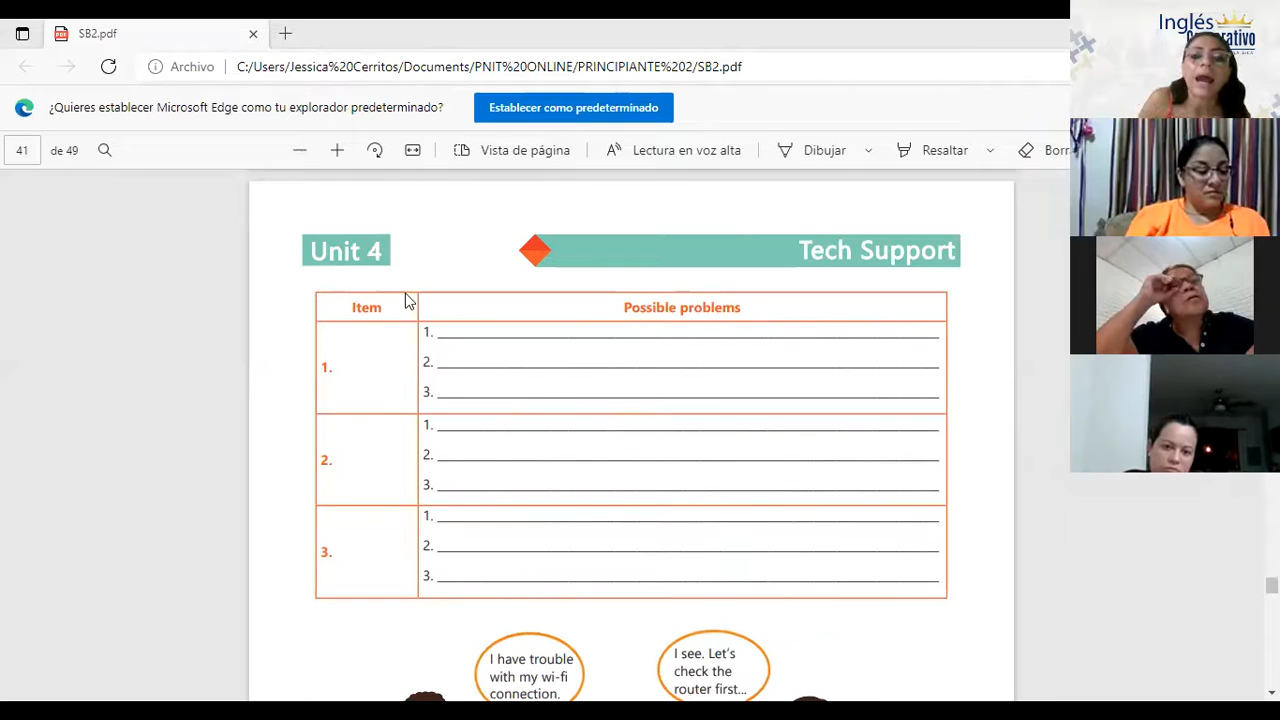 SB2.pdf
Archivo C:/Users/Jessica%20Cerritos/Documents/PNIT%20ONLINE/PRINCIPIANTE%202/SB2.pdf
¿Quieres establecer Microsoft Edge como tu explorador predeterminado? Establecer como predeterminado
41 de 49 Vista de página Lectura en voz alta Dibujar Resaltar Borr
Unit 4 Tech Support
Item Possible problems
1.
1.
2.
3.
2.
1.
2.
3.
3.
1.
2.
3.
I have trouble
with my wi-fi
connection.
I see. Let's
check the
router first...
Inglés